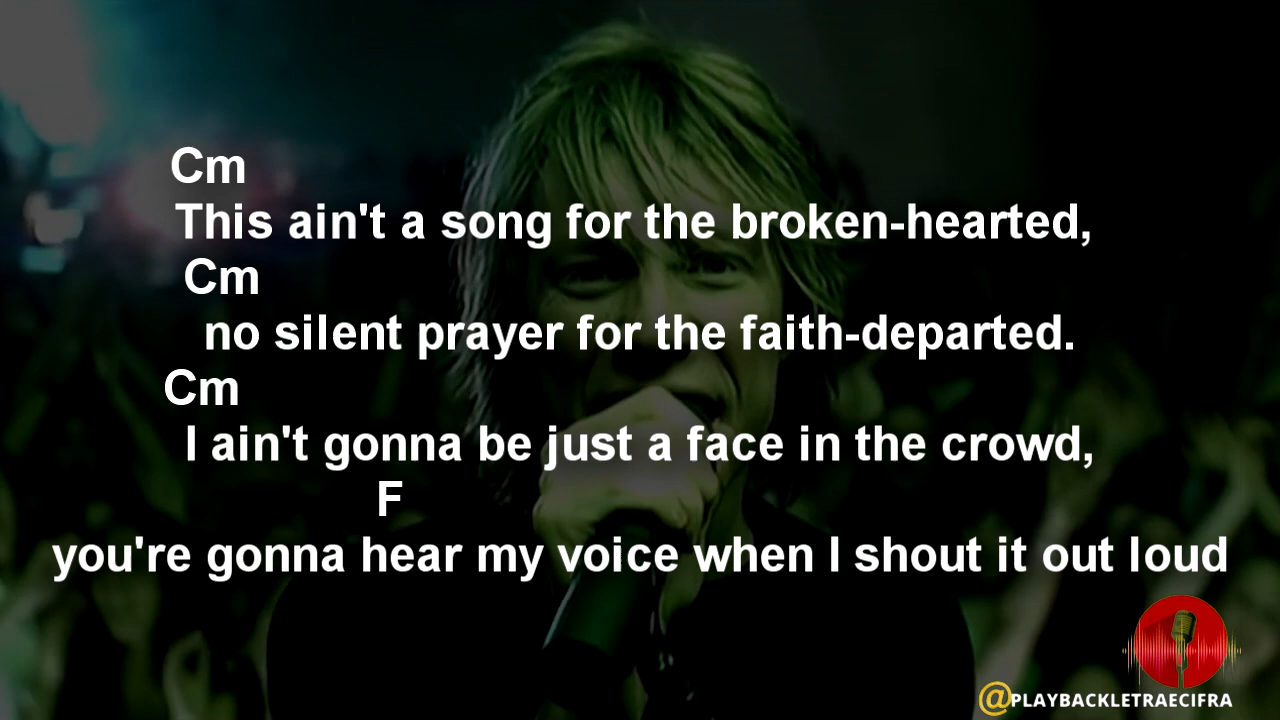 Cm
This ain't a song for the broken-hearted,
Cm
no silent prayer for the faith-departed.
Cm
I ain't gonna be just a face in the crowd,
F
you're gonna hear my voice when I shout it out loud
@PLAYBACKLETRAECIFRA